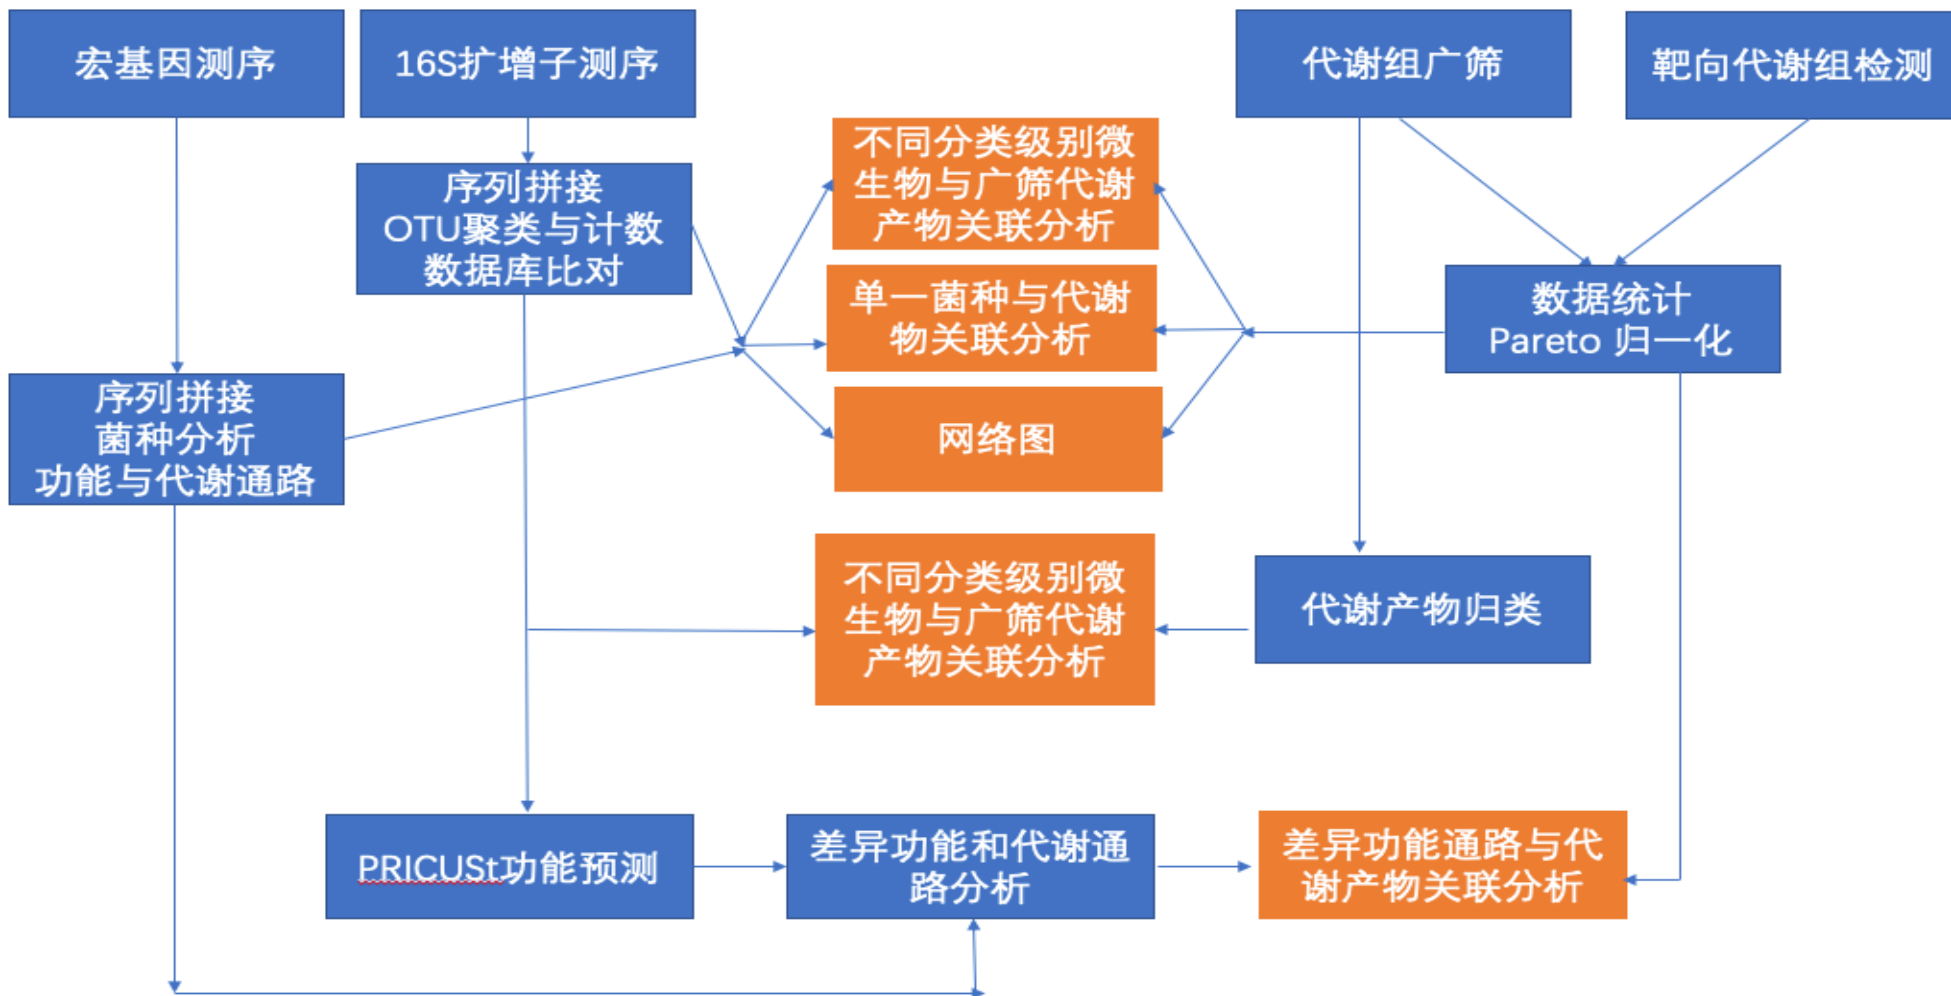 宏基因测序
16S扩增子测序
代谢组广筛
靶向代谢组检测
不同分类级别微
生物与广筛代谢
产物关联分析
序列拼接
OTU聚类与计数
数据库比对
单一菌种与代谢
物关联分析
数据统计
Pareto 归一化
序列拼接
菌种分析
功能与代谢通路
网络图
不同分类级别微
生物与广筛代谢
产物关联分析
代谢产物归类
PRICUSt功能预测
差异功能和代谢通
路分析
差异功能通路与代
谢产物关联分析